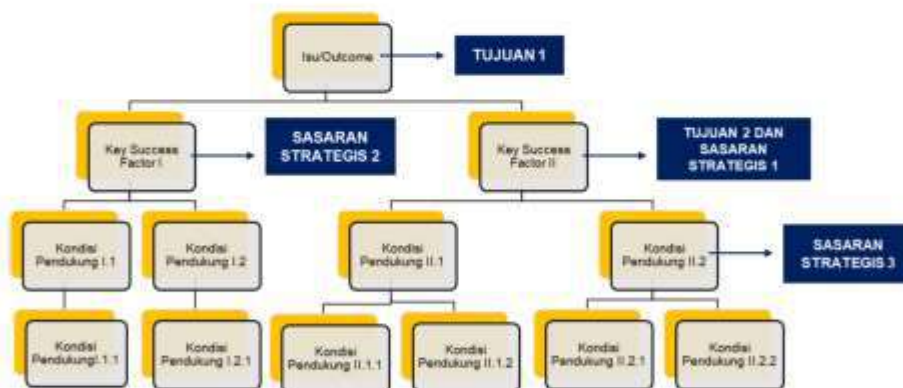 Isu/Outcome
TUJUAN 1
Key Success
Factor I
SASARAN
STRATEGIS 2
Key Success
Factor II
TUJUAN 2 DAN
SASARAN
STRATEGIS 1
Kondisi
Pendukung I.1
Kondisi
Pendukung I.2
Kondisi
Pendukung II.1
Kondisi
Pendukung II.2
SASARAN
STRATEGIS 3
Kondisi
PendukungI.1.1
Kondisi
Pendukung I.2.1
Kondisi
Pendukung II.1.1
Kondisi
Pendukung II.1.2
Kondisi
Pendukung II.2.1
Kondisi
Pendukung II.2.2